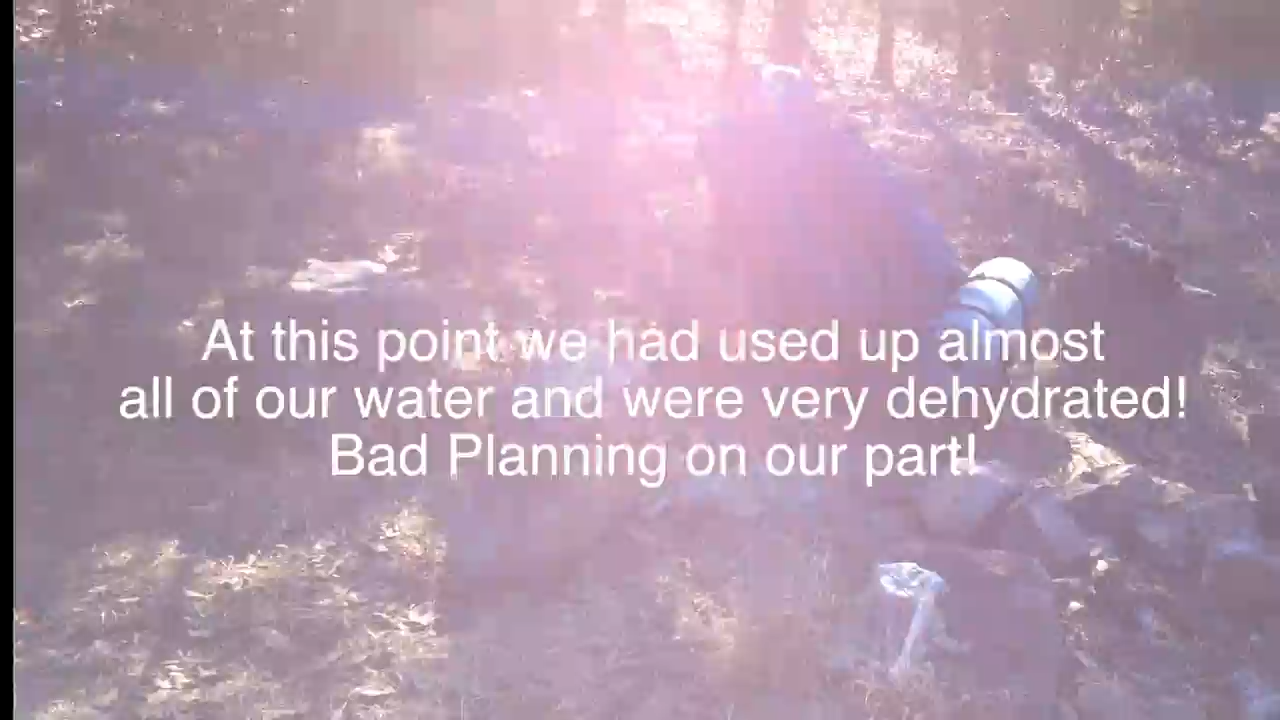 At this point we had used up almost
all of our water and were very dehydrated!
Bad Planning on our part!